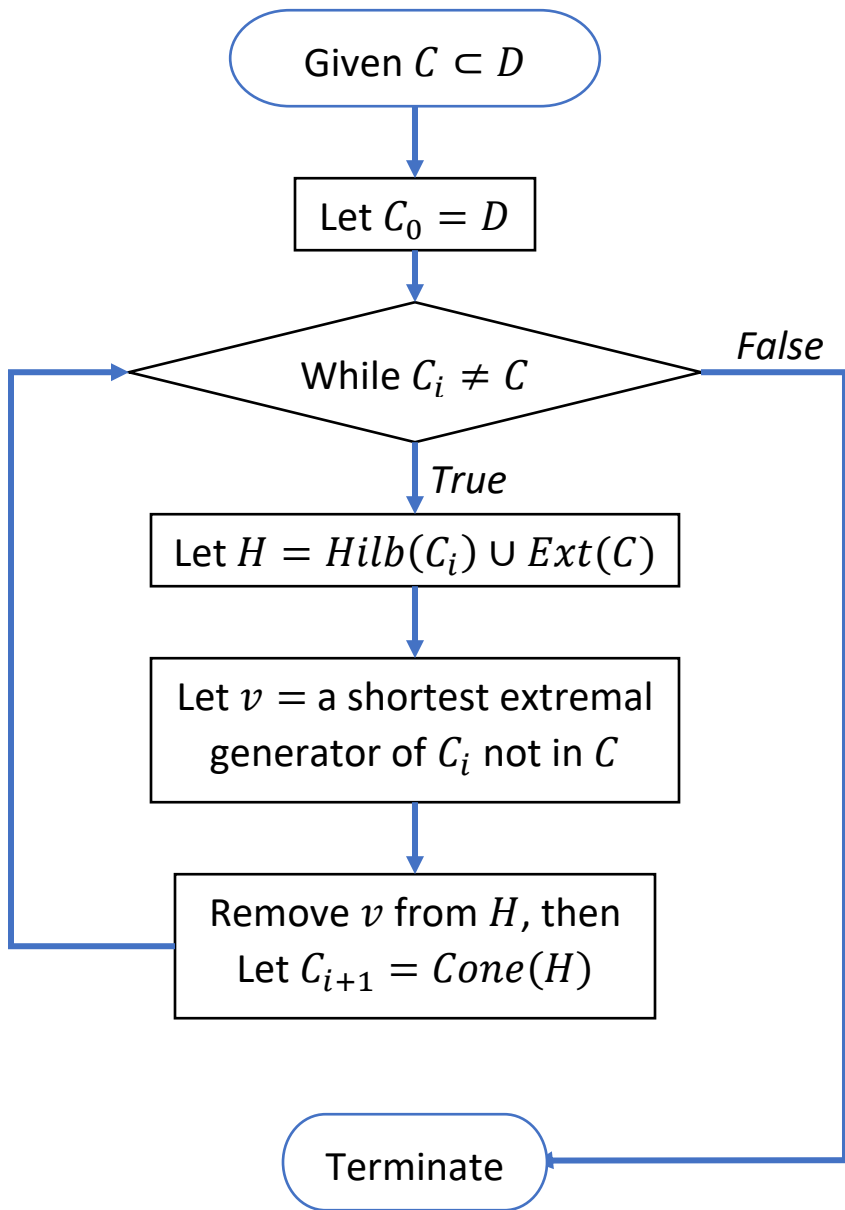 Given C ⊂ D
Let C₀ = D
While Cᵢ ≠ C
False
True
Let H = Hilb(Cᵢ) ∪ Ext(C)
Let v = a shortest extremal
generator of Cᵢ not in C
Remove v from H, then
Let Cᵢ₊₁ = Cone(H)
Terminate